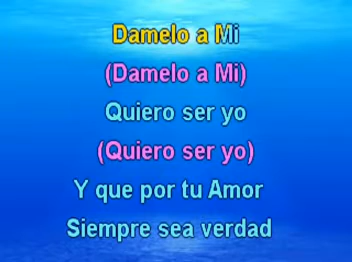 Damelo a Mi
(Damelo a Mi)
Quiero ser yo
(Quiero ser yo)
Y que por tu Amor
Siempre sea verdad